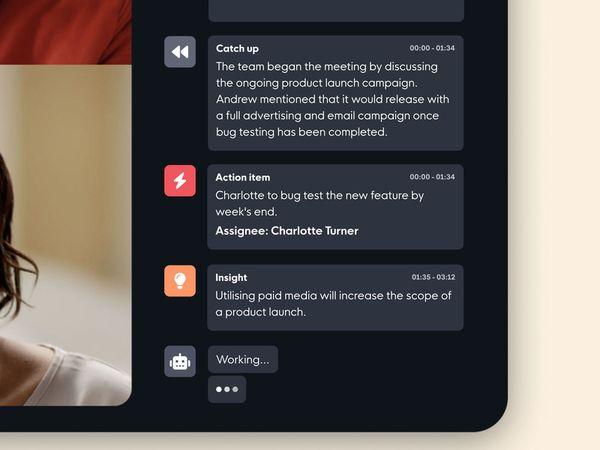 Catch up 00:00 - 01:34
The team began the meeting by discussing
the ongoing product launch campaign.
Andrew mentioned that it would release with
a full advertising and email campaign once
bug testing has been completed.
Action item 00:00 - 01:34
Charlotte to bug test the new feature by
week's end.
Assignee: Charlotte Turner
Insight 01:35 - 03:12
Utilising paid media will increase the scope of
a product launch.
Working...